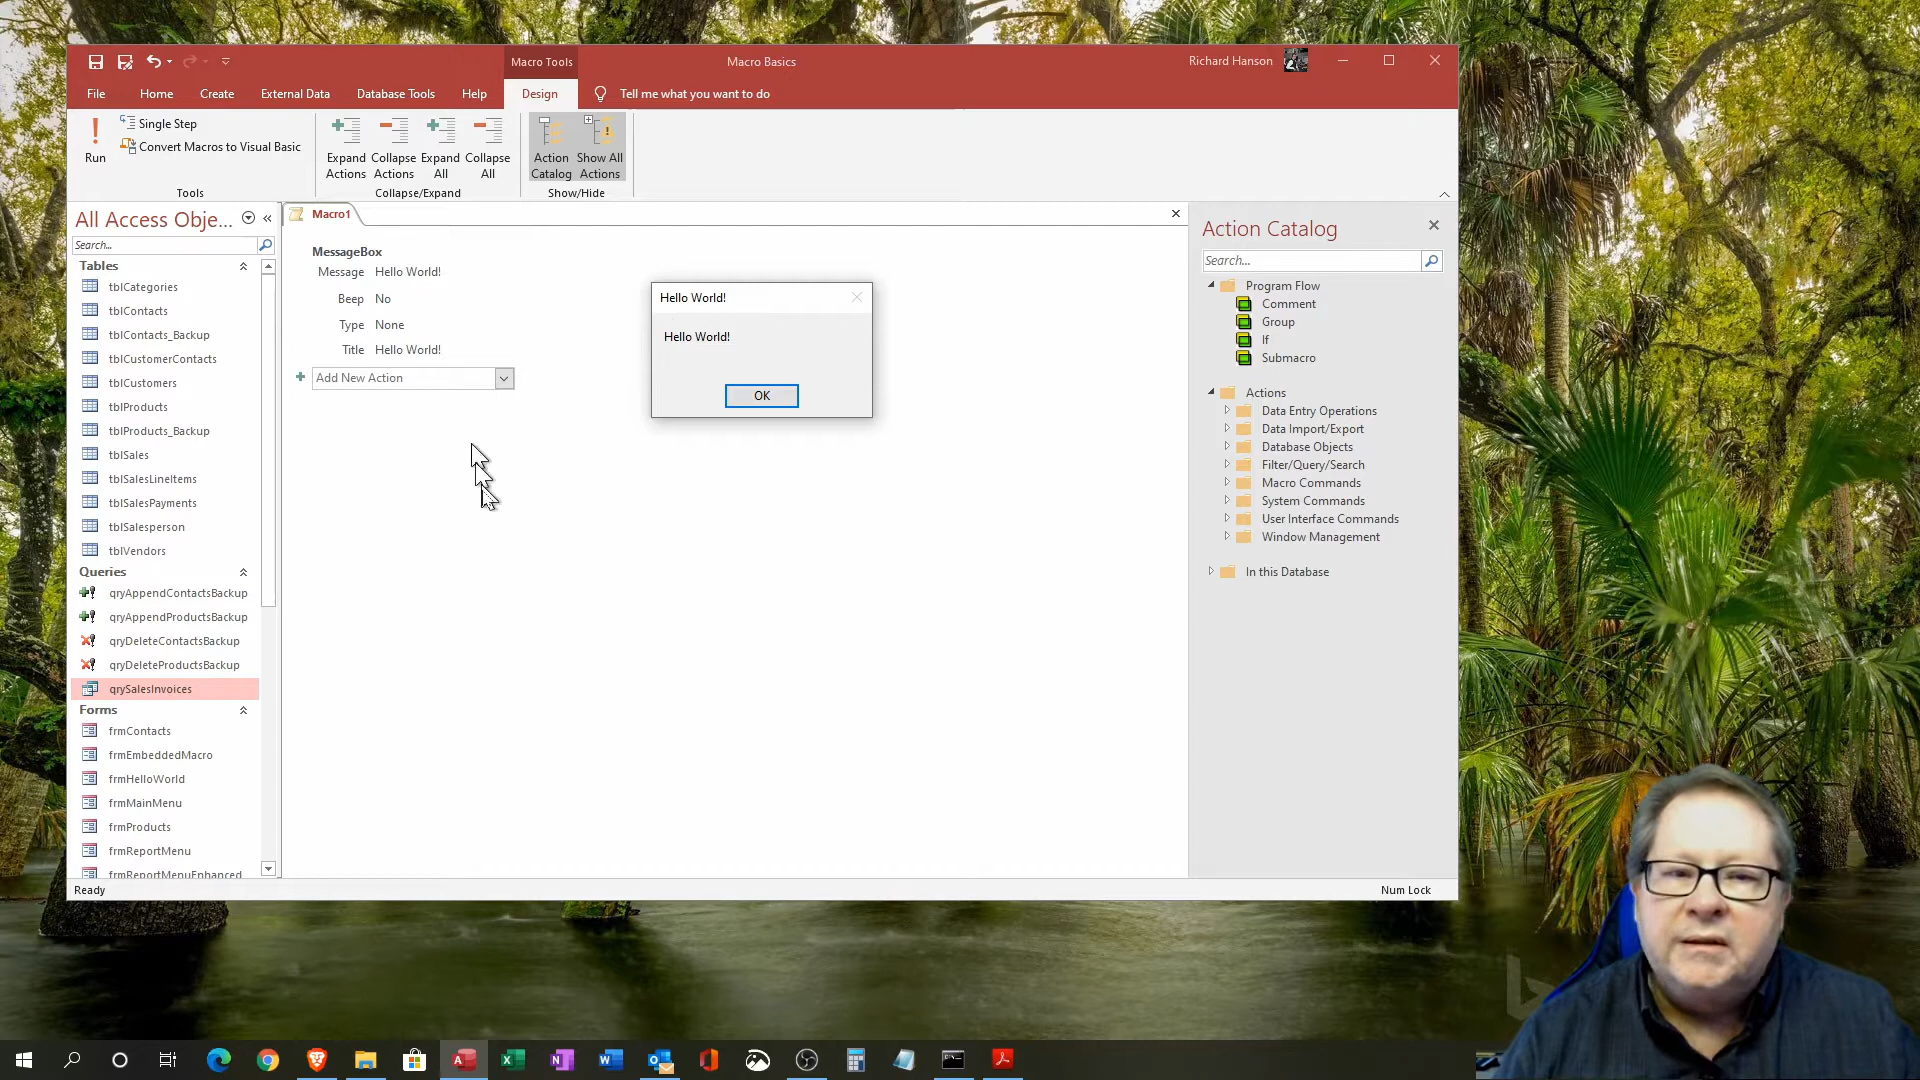 Macro Tools
Macro Basics
Richard Hanson
File
Home
Create
External Data
Database Tools
Help
Design
Tell me what you want to do
Run
Single Step
Convert Macros to Visual Basic
Tools
Expand Actions
Collapse Actions
Expand All
Collapse All
Collapse/Expand
Action Catalog
Show All Actions
Show/Hide
All Access Obje...
Search...
Tables
tblCategories
tblContacts
tblContacts_Backup
tblCustomerContacts
tblCustomers
tblProducts
tblProducts_Backup
tblSales
tblSalesLineItems
tblSalesPayments
tblSalesperson
tblVendors
Queries
qryAppendContactsBackup
qryAppendProductsBackup
qryDeleteContactsBackup
qryDeleteProductsBackup
qrySalesInvoices
Forms
frmContacts
frmEmbeddedMacro
frmHelloWorld
frmMainMenu
frmProducts
frmReportMenu
frmReportMenuEnhanced
Macro1
MessageBox
Message Hello World!
Beep No
Type None
Title Hello World!
Add New Action
Hello World!
Hello World!
OK
Action Catalog
Search...
Program Flow
Comment
Group
If
Submacro
Actions
Data Entry Operations
Data Import/Export
Database Objects
Filter/Query/Search
Macro Commands
System Commands
User Interface Commands
Window Management
In this Database
Ready
Num Lock